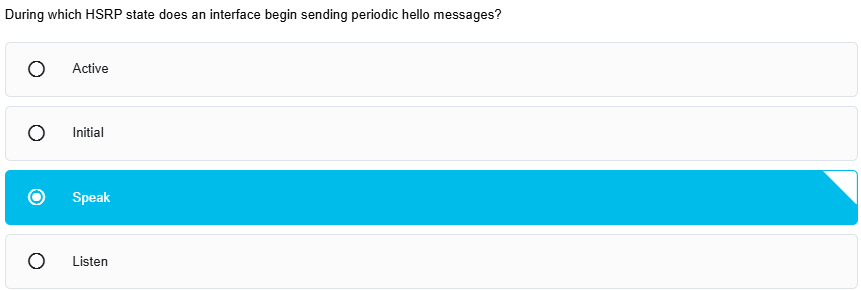 During which HSRP state does an interface begin sending periodic hello messages?
Active
Initial
Speak
Listen